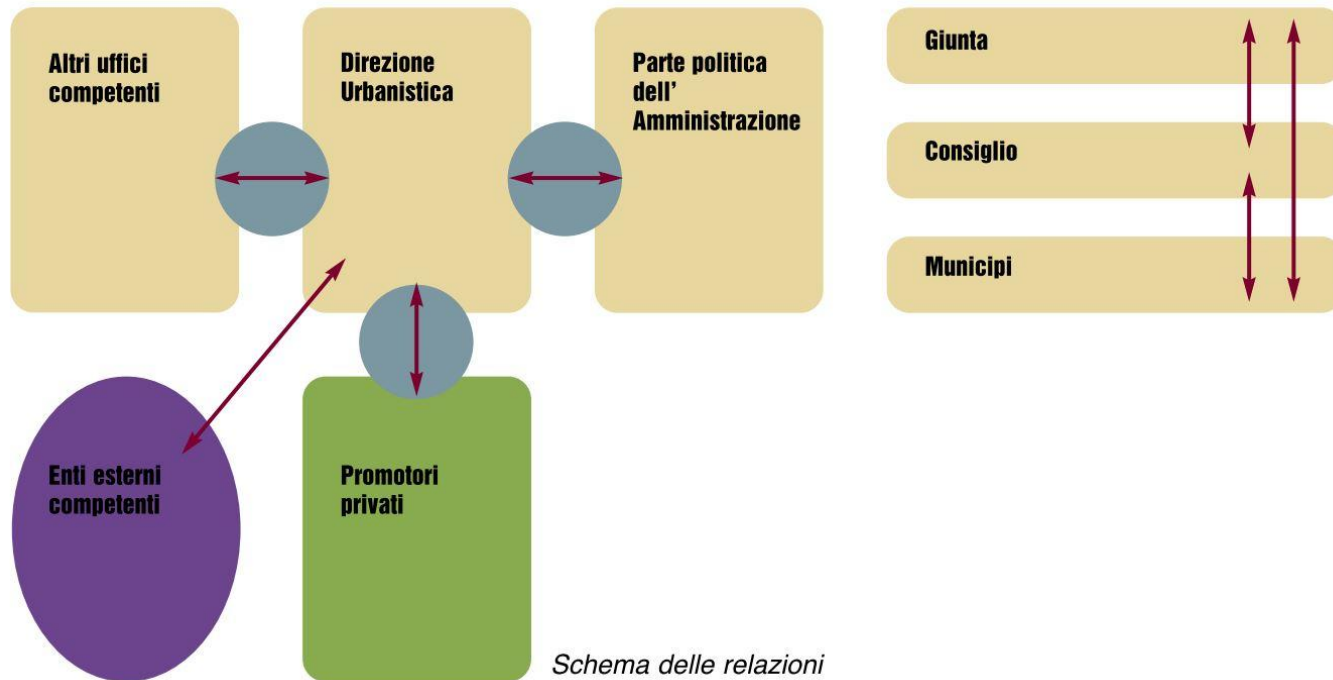 Altri uffici
competenti
Direzione
Urbanistica
Parte politica
dell'
Amministrazione
Giunta
Consiglio
Municipi
Enti esterni
competenti
Promotori
privati
Schema delle relazioni